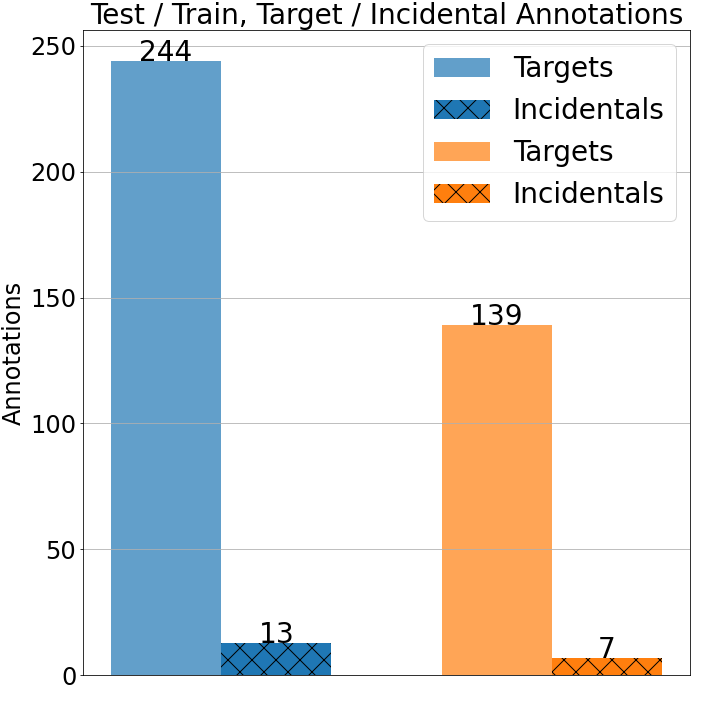 Test / Train, Target / Incidental Annotations
250
200
150
100
50
0
Annotations
244
13
139
7
Targets
Incidentals
Targets
Incidentals